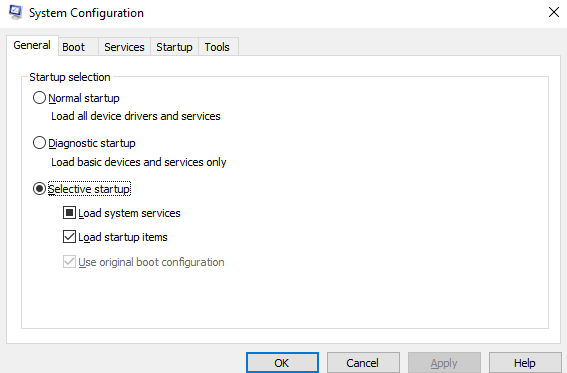 System Configuration
General Boot Services Startup Tools
Startup selection
Normal startup
Load all device drivers and services
Diagnostic startup
Load basic devices and services only
Selective startup
Load system services
Load startup items
Use original boot configuration
OK Cancel Apply Help